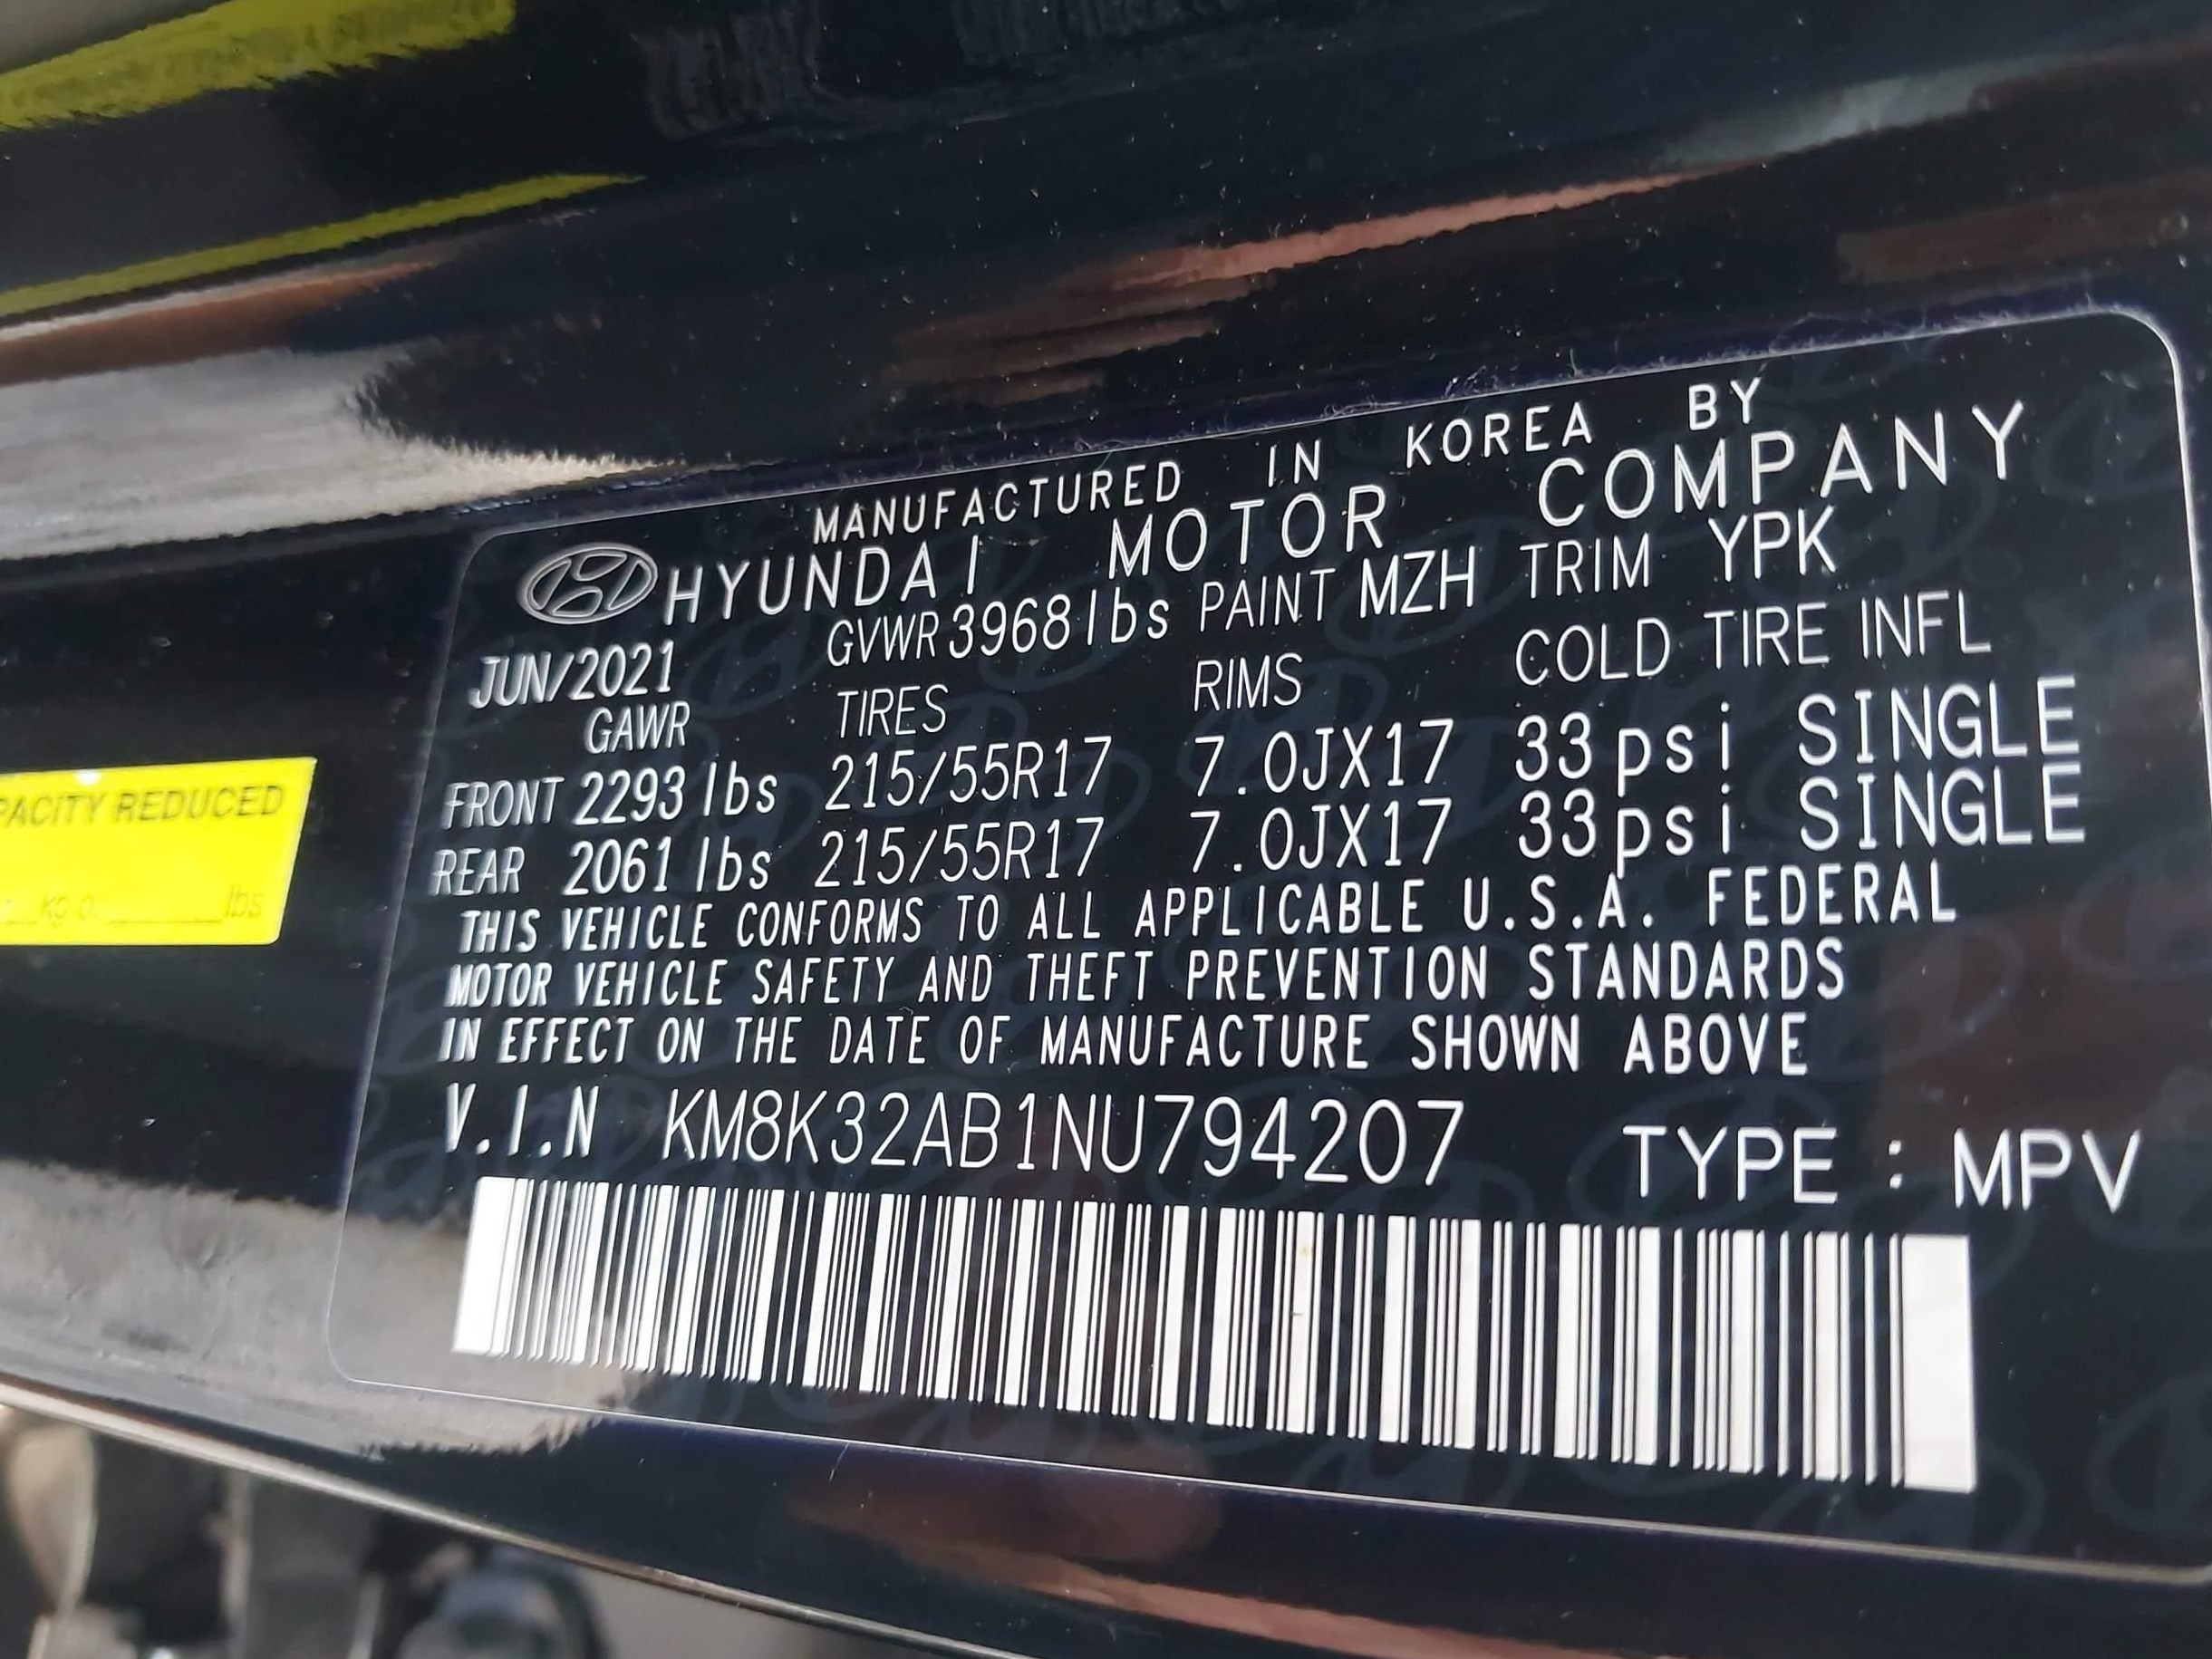 MANUFACTURED IN KOREA BY
HYUNDAI MOTOR COMPANY
JUN/2021 GVWR 3968 lbs PAINT MZH TRIM YPK
GAWR TIRES RIMS COLD TIRE INFL
FRONT 2293 lbs 215/55R17 7.0JX17 33psi SINGLE
REAR 2061 lbs 215/55R17 7.0JX17 33psi SINGLE
THIS VEHICLE CONFORMS TO ALL APPLICABLE U.S.A. FEDERAL
MOTOR VEHICLE SAFETY AND THEFT PREVENTION STANDARDS
IN EFFECT ON THE DATE OF MANUFACTURE SHOWN ABOVE
V.I.N KM8K32AB1NU794207 TYPE : MPV
PACITY REDUCED
kg o lbs